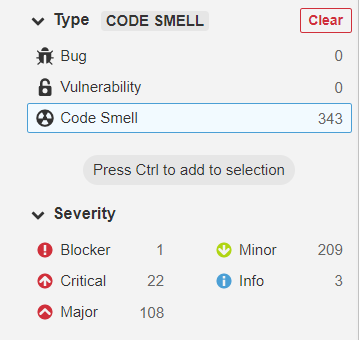 Type CODE SMELL Clear
Bug 0
Vulnerability 0
Code Smell 343
Press Ctrl to add to selection
Severity
Blocker 1 Minor 209
Critical 22 Info 3
Major 108